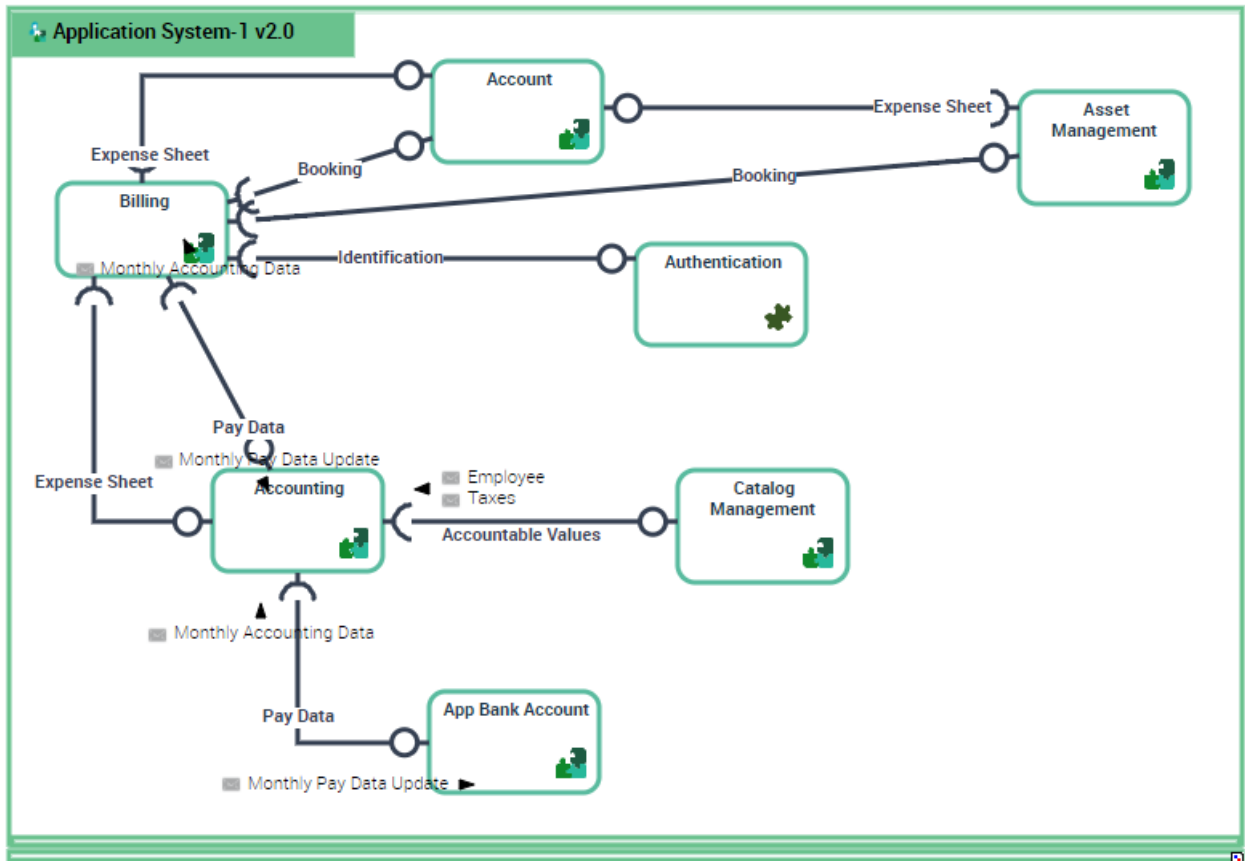 Application System-1 v2.0
Account
Expense Sheet
Asset
Management
Expense Sheet
Booking
Booking
Billing
Identification
Authentication
Monthly Accounting Data
Pay Data
Monthly Pay Data Update
Expense Sheet
Accounting
Employee
Taxes
Accountable Values
Catalog
Management
Monthly Accounting Data
Pay Data
App Bank Account
Monthly Pay Data Update